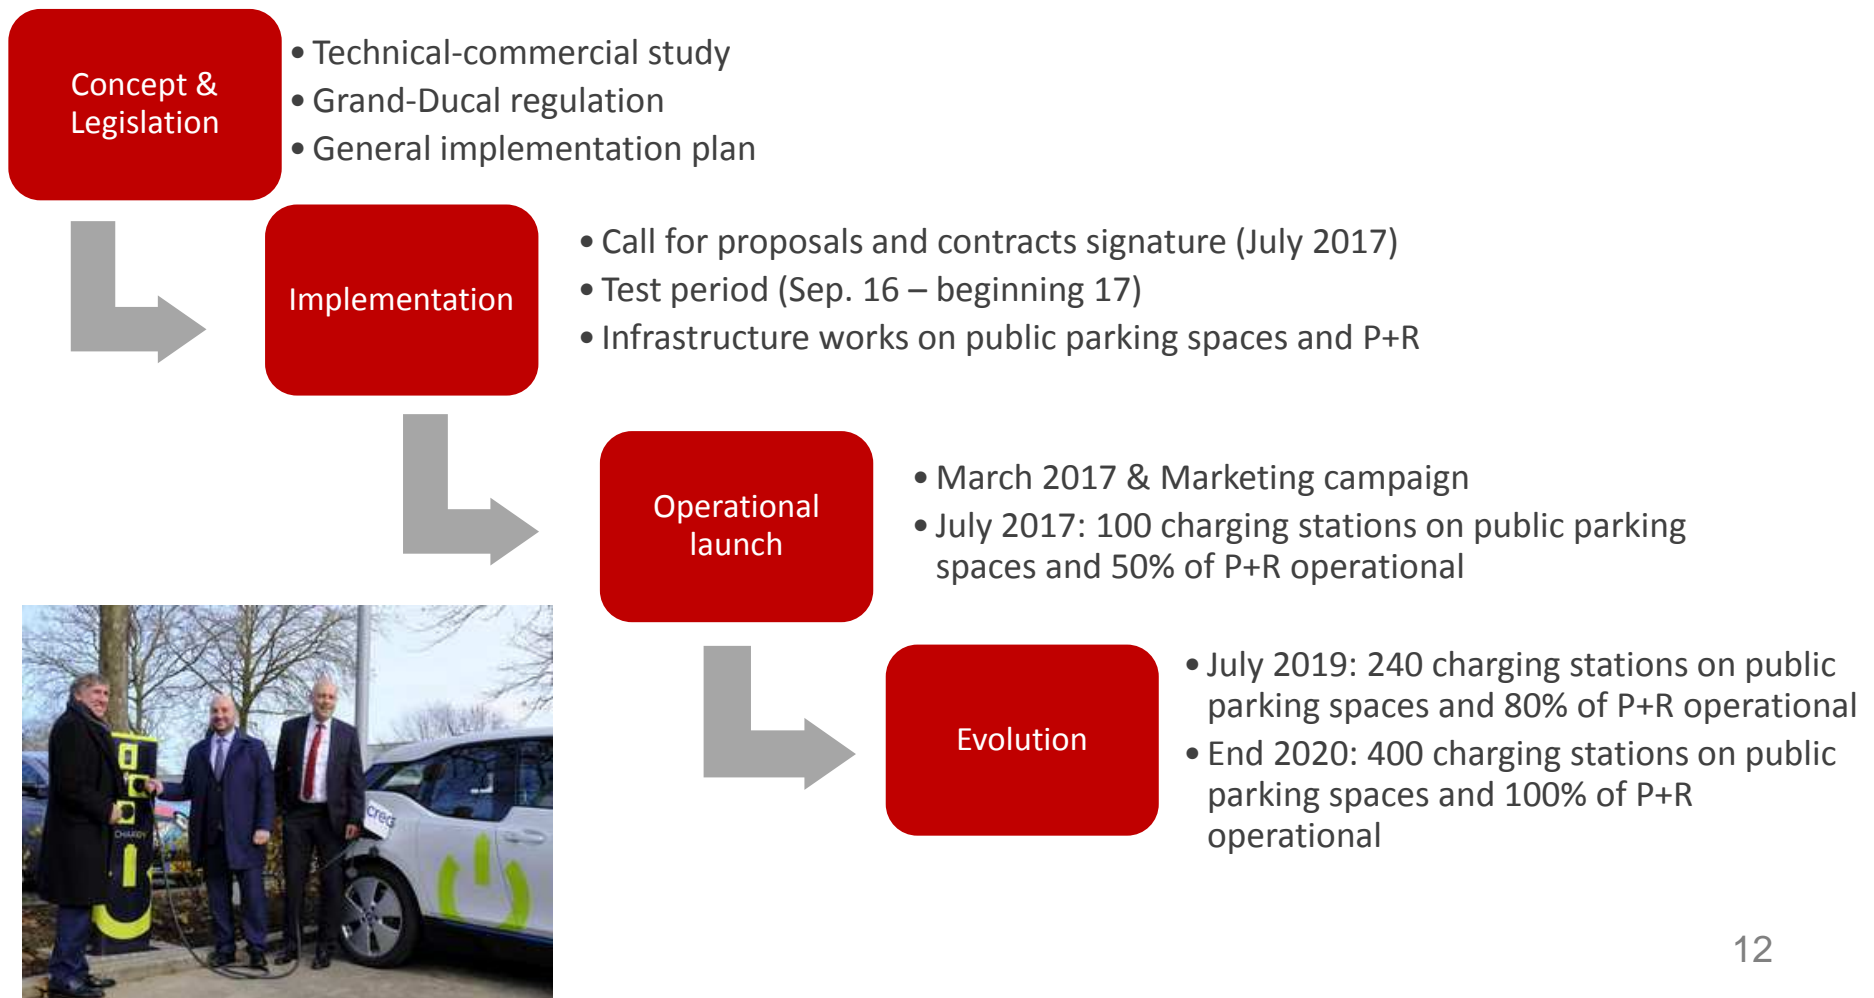 Concept &
Legislation
• Technical-commercial study
• Grand-Ducal regulation
• General implementation plan
Implementation
• Call for proposals and contracts signature (July 2017)
• Test period (Sep. 16 – beginning 17)
• Infrastructure works on public parking spaces and P+R
Operational
launch
• March 2017 & Marketing campaign
• July 2017: 100 charging stations on public parking
spaces and 50% of P+R operational
Evolution
• July 2019: 240 charging stations on public
parking spaces and 80% of P+R operational
• End 2020: 400 charging stations on public
parking spaces and 100% of P+R
operational
CHARGY
creos
12